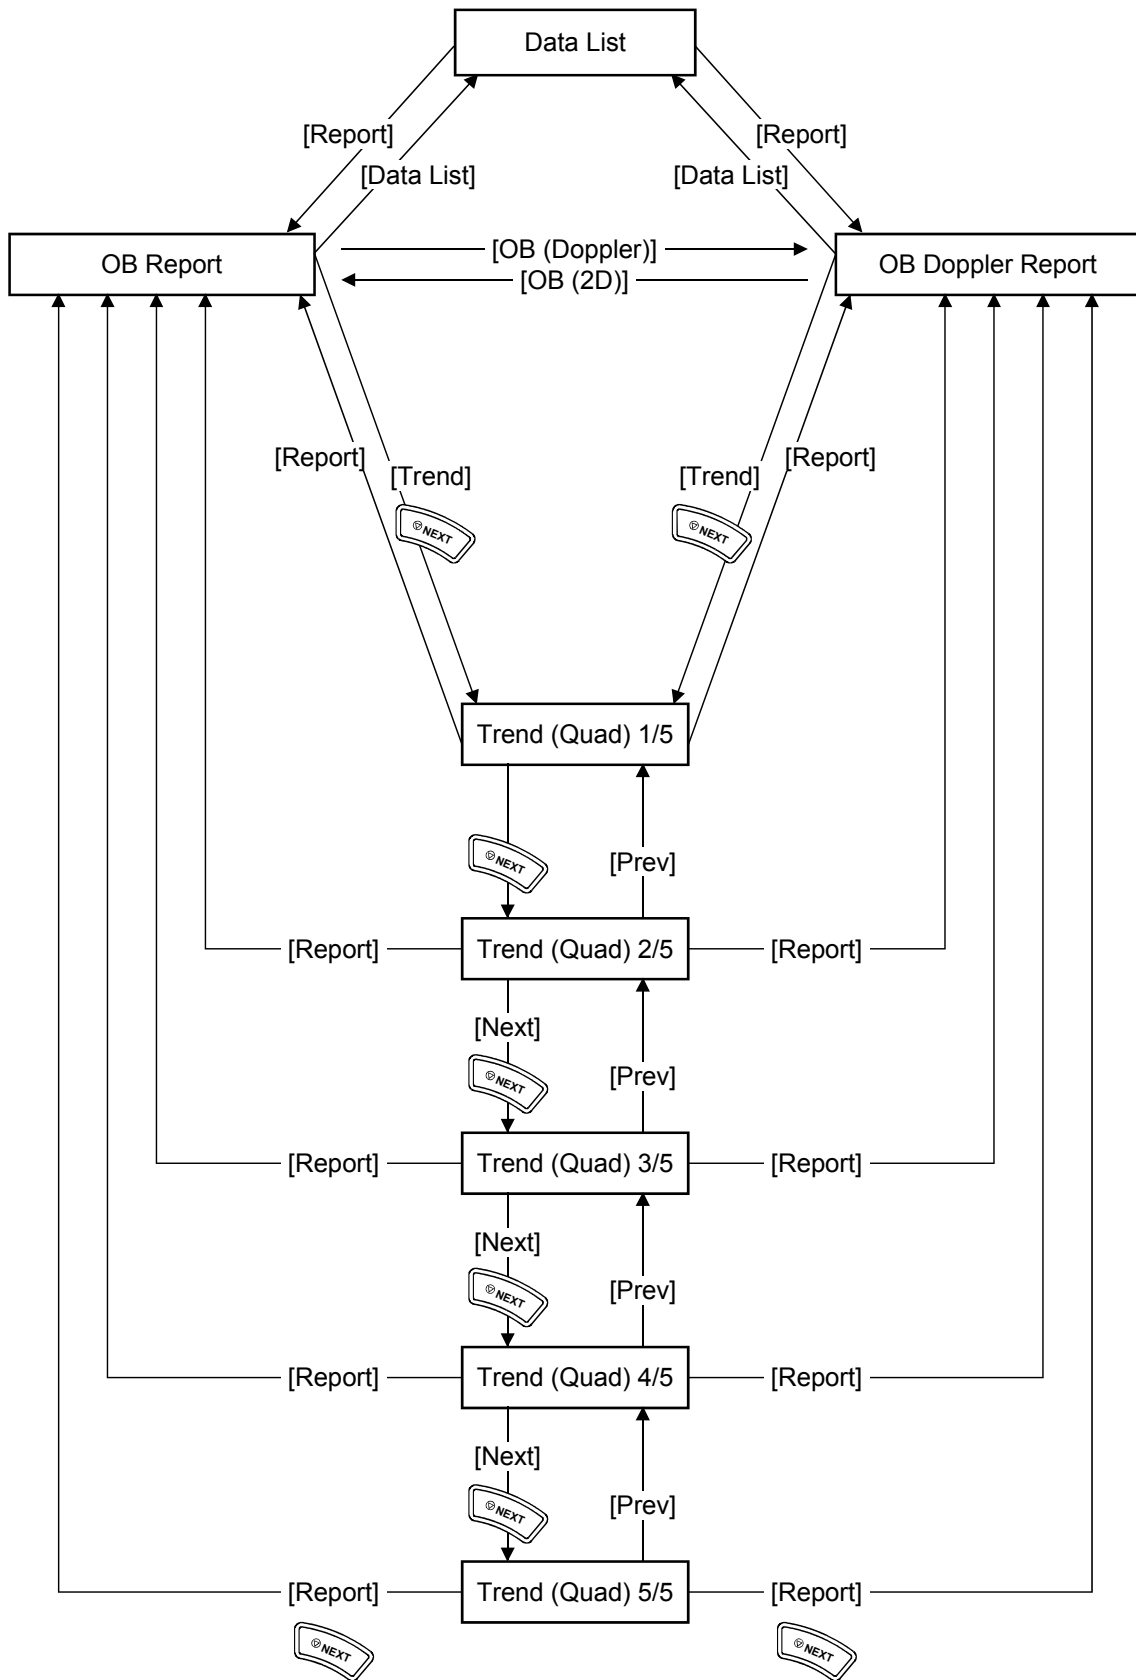 Data List
[Report]
[Report]
[Data List]
[Data List]
OB Report
[OB (Doppler)]
[OB (2D)]
OB Doppler Report
[Report]
[Trend]
[Trend]
[Report]
NEXT
NEXT
Trend (Quad) 1/5
NEXT
[Prev]
[Report]
Trend (Quad) 2/5
[Report]
[Next]
NEXT
[Prev]
[Report]
Trend (Quad) 3/5
[Report]
[Next]
NEXT
[Prev]
[Report]
Trend (Quad) 4/5
[Report]
[Next]
NEXT
[Prev]
[Report]
Trend (Quad) 5/5
[Report]
NEXT
NEXT